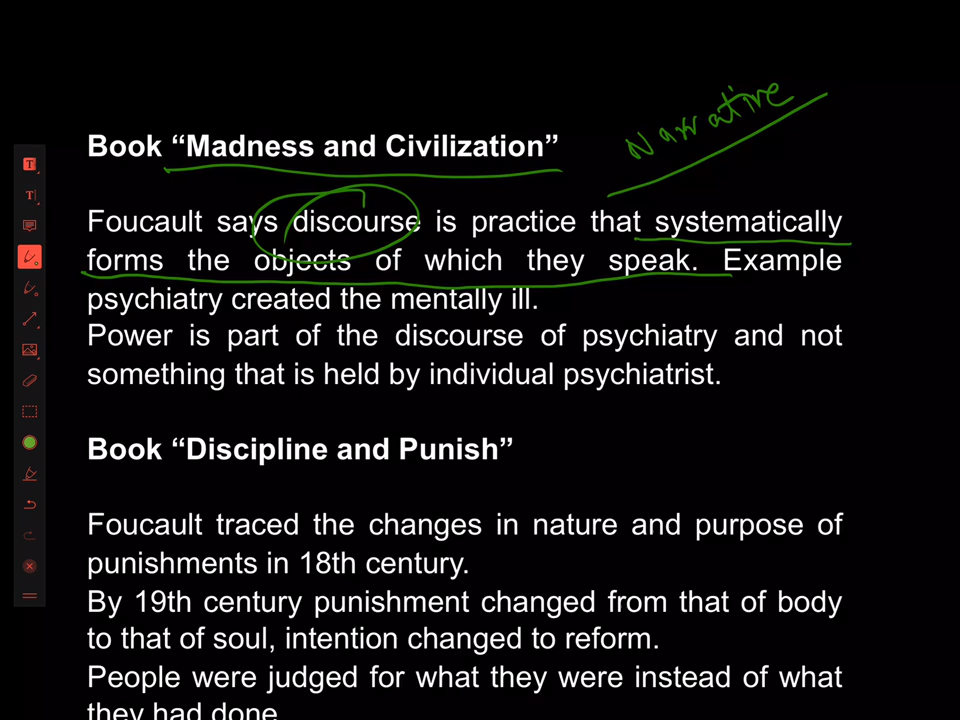 Narrative
Book “Madness and Civilization”
Foucault says discourse is practice that systematically
forms the objects of which they speak. Example
psychiatry created the mentally ill.
Power is part of the discourse of psychiatry and not
something that is held by individual psychiatrist.
Book “Discipline and Punish”
Foucault traced the changes in nature and purpose of
punishments in 18th century.
By 19th century punishment changed from that of body
to that of soul, intention changed to reform.
People were judged for what they were instead of what
they had done